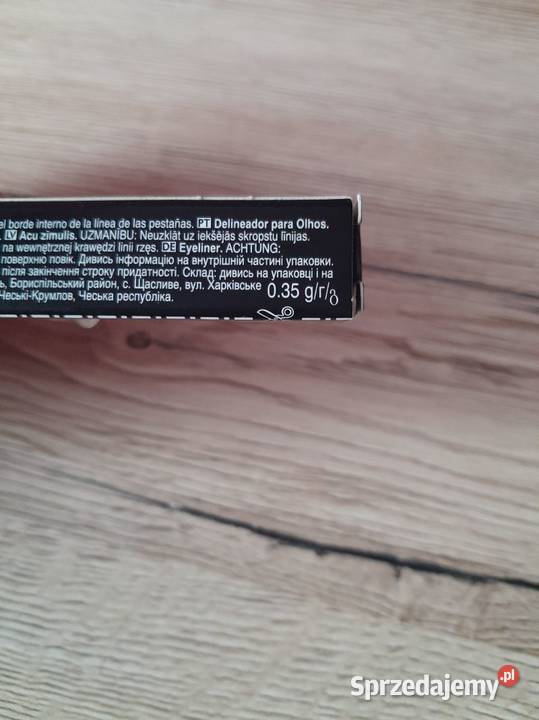 el borde interno de la línea de las pestañas. PT Delineador para Olhos.
. LV Acu zimulis. UZMANĪBU: Neuzklāt uz iekšējās skropstu līnijas.
na wewnętrznej krawędzi linii rzęs. DE Eyeliner. ACHTUNG:
поверхню повік. Дивись інформацію на внутрішній частині упаковки.
після закінчення строку придатності. Склад: дивись на упаковці і на
ь, Бориспільський район, с. Щасливе, вул. Харківське
Чеські-Крумлов, Чеська республіка.
0.35 g/г/გ
Sprzedajemy.pl